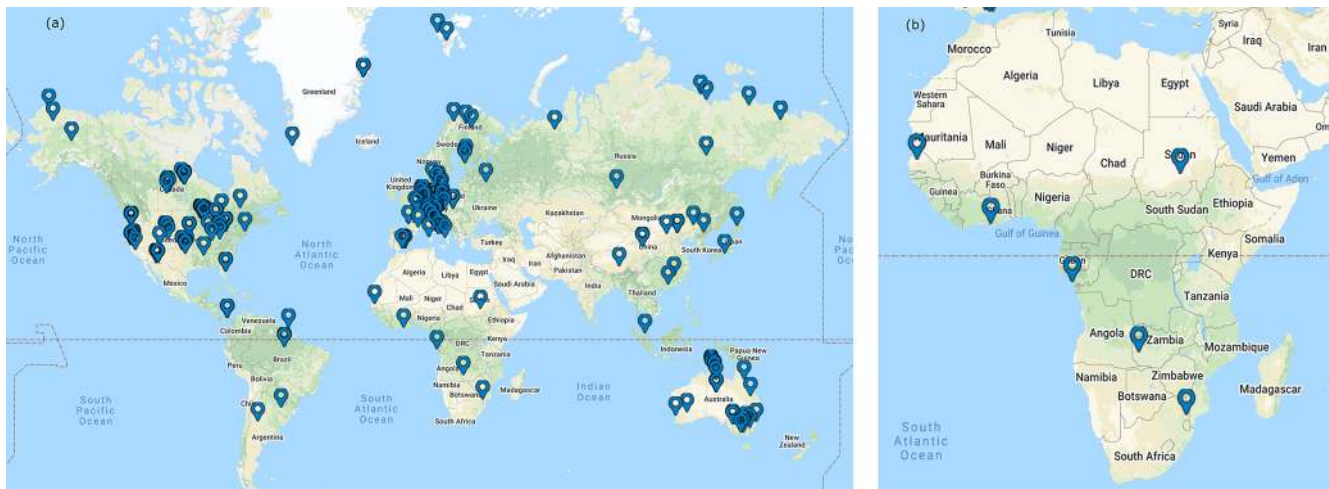 (a)
Greenland
Iceland
Finland
Sweden
Norway
Russia
United
Kingdom
Ukraine
Kazakhstan
Mongolia
North
Pacific
Ocean
North
Atlantic
Ocean
Turkey
Afghanistan
China
South Korea
Japan
North
Pacific
Ocean
Mexico
Algeria
Libya
Egypt
Iraq
Iran
Pakistan
Saudi Arabia
India
Mali
Niger
Chad
Thailand
Venezuela
Colombia
Nigeria
Ethiopia
DRC
Kenya
Tanzania
Indonesia
Papua New
Guinea
Peru
Brazil
Bolivia
Angola
Namibia
Botswana
Madagascar
Indian
Ocean
Australia
South
Pacific
Ocean
South
Atlantic
Ocean
South Africa
Argentina
New
Zealand
(b)
Morocco
Tunisia
Syria
Iraq
Iran
Algeria
Libya
Egypt
Western
Sahara
Saudi Arabia
Mauritania
Mali
Niger
Chad
Sudan
Yemen
Gulf of Aden
Burkina
Faso
Guinea
Ghana
Nigeria
South Sudan
Ethiopia
Gulf of Guinea
Somalia
Kenya
Gabon
DRC
Tanzania
Angola
Zambia
Mozambique
Namibia
Zimbabwe
Botswana
Madagascar
South
Atlantic
Ocean
South Africa